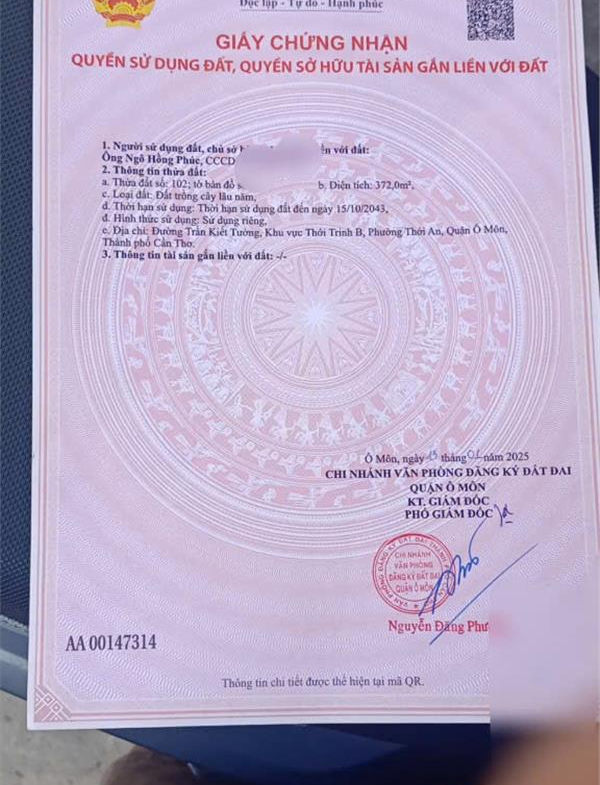 Độc lập - Tự do - Hạnh phúc
GIẤY CHỨNG NHẬN
QUYỀN SỬ DỤNG ĐẤT, QUYỀN SỞ HỮU TÀI SẢN GẮN LIỀN VỚI ĐẤT
1. Người sử dụng đất, chủ sở với đất:
Ông Ngô Hồng Phúc, CCCD
2. Thông tin thửa đất:
a. Thửa đất số: 102; tờ bản đồ b. Diện tích: 372,0m²,
c. Loại đất: Đất trồng cây lâu năm,
d. Thời hạn sử dụng: Thời hạn sử dụng đất đến ngày 15/10/2043,
đ. Hình thức sử dụng: Sử dụng riêng,
e. Địa chỉ: Đường Trần Kiết Tường, Khu vực Thới Trinh B, Phường Thới An, Quận Ô Môn,
Thành phố Cần Thơ.
3. Thông tin tài sản gắn liền với đất: -/-
Ô Môn, ngày tháng năm 2025
CHI NHÁNH VĂN PHÒNG ĐĂNG KÝ ĐẤT ĐAI
QUẬN Ô MÔN
KT. GIÁM ĐỐC
PHÓ GIÁM ĐỐC
CHI NHÁNH
VĂN PHÒNG
ĐĂNG KÝ ĐẤT ĐAI
QUẬN Ô MÔN
Nguyễn Đăng
AA 00147314
Thông tin chi tiết được thể hiện tại mã QR.